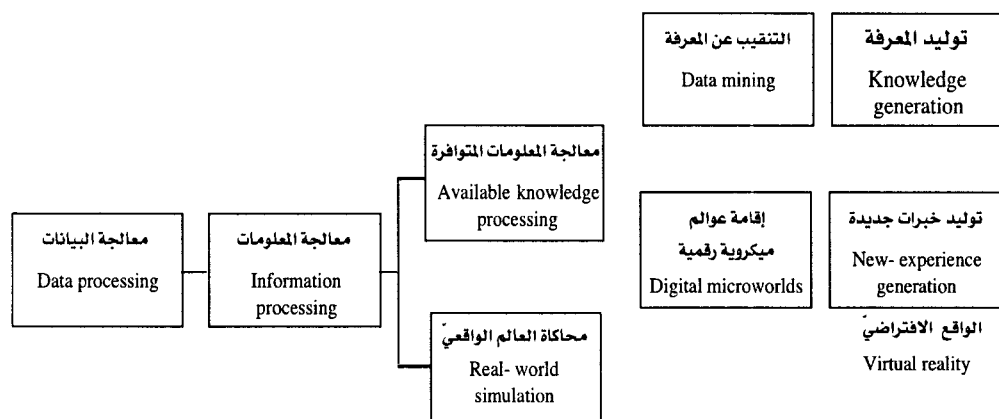 معالجة البيانات
Data processing
معالجة المعلومات
Information
processing
معالجة المعلومات المتوافرة
Available knowledge
processing
محاكاة العالم الواقعيّ
Real- world
simulation
التنقيب عن المعرفة
Data mining
توليد المعرفة
Knowledge
generation
إقامة عوالم
ميكروية رقمية
Digital microworlds
توليد خبرات جديدة
New- experience
generation
الواقع الافتراضيّ
Virtual reality